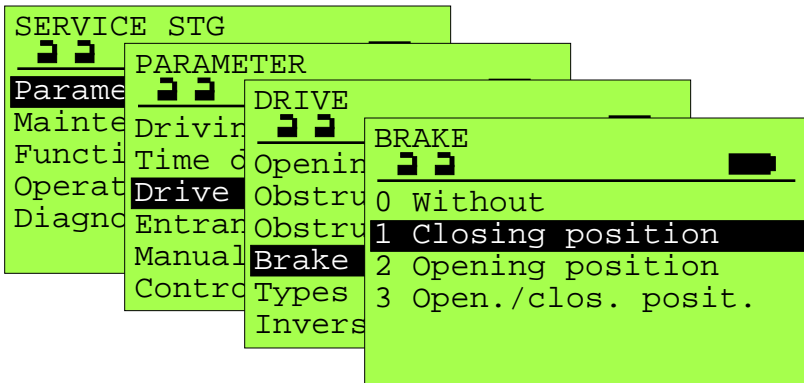 SERVICE STG
Parame
Mainte
Functi
Operat
Diagno
PARAMETER
Drivin
Time d
Drive
Entran
Manual
Contro
DRIVE
Openin
Obstru
Obstru
Brake
Types
Invers
BRAKE
0 Without
1 Closing position
2 Opening position
3 Open./clos. posit.